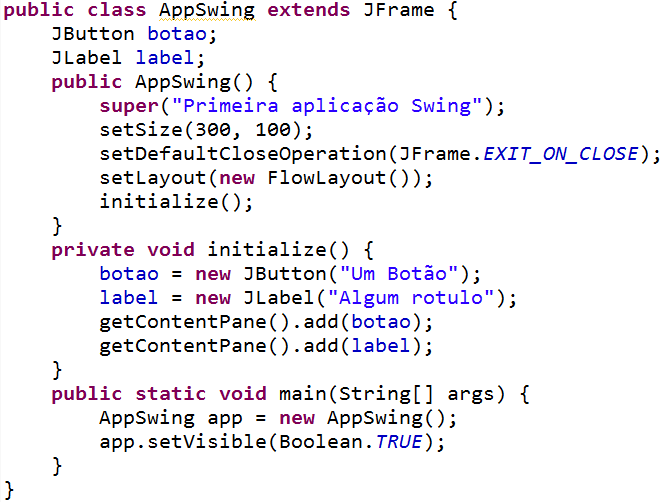 public class AppSwing extends JFrame {
    JButton botao;
    JLabel label;
    public AppSwing() {
        super("Primeira aplicação Swing");
        setSize(300, 100);
        setDefaultCloseOperation(JFrame.EXIT_ON_CLOSE);
        setLayout(new FlowLayout());
        initialize();
    }
    private void initialize() {
        botao = new JButton("Um Botão");
        label = new JLabel("Algum rotulo");
        getContentPane().add(botao);
        getContentPane().add(label);
    }
    public static void main(String[] args) {
        AppSwing app = new AppSwing();
        app.setVisible(Boolean.TRUE);
    }
}